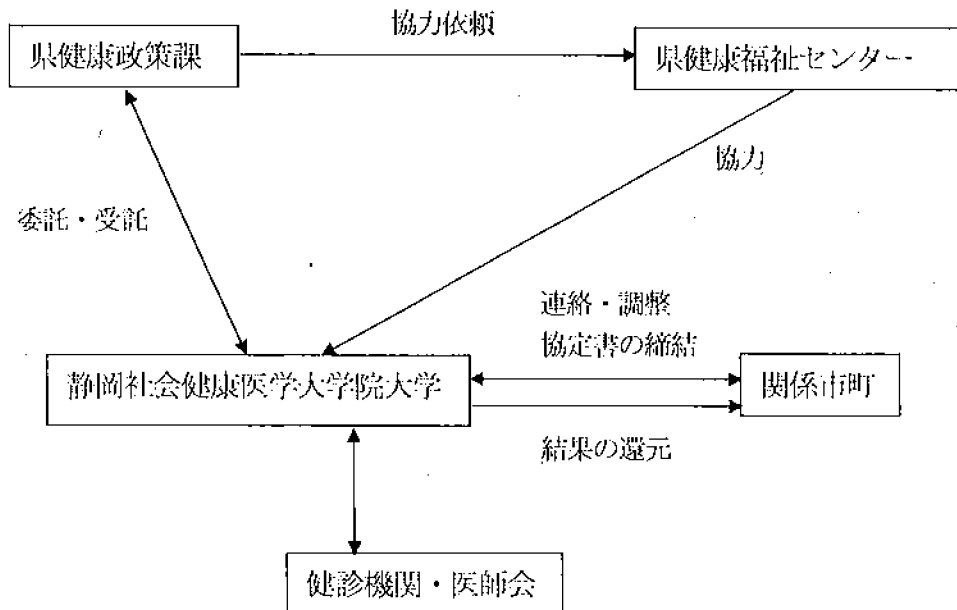 協力依頼
県健康政策課
県健康福祉センター
協力
委託・受託
連絡・調整
協定書の締結
静岡社会健康医学大学院大学
関係市町
結果の還元
健診機関・医師会